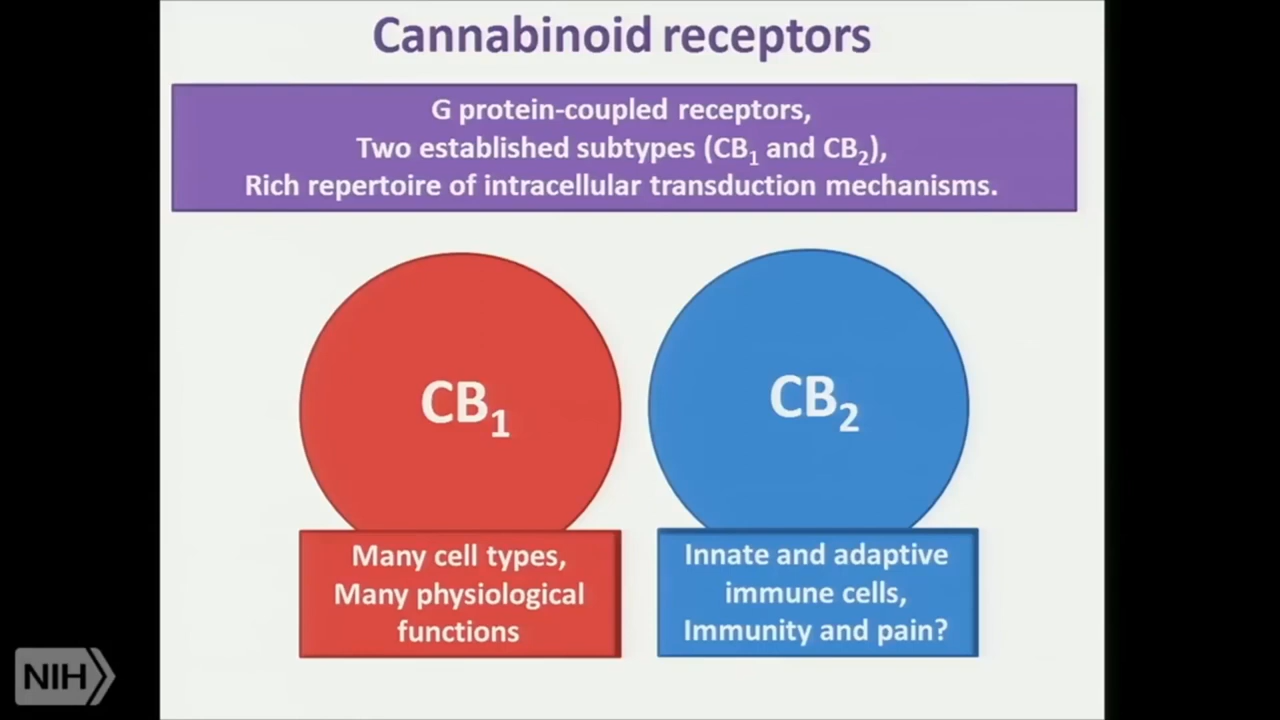 Cannabinoid receptors
G protein-coupled receptors,
Two established subtypes (CB₁ and CB₂),
Rich repertoire of intracellular transduction mechanisms.
CB₁
CB₂
Many cell types,
Many physiological
functions
Innate and adaptive
immune cells,
Immunity and pain?
NIH